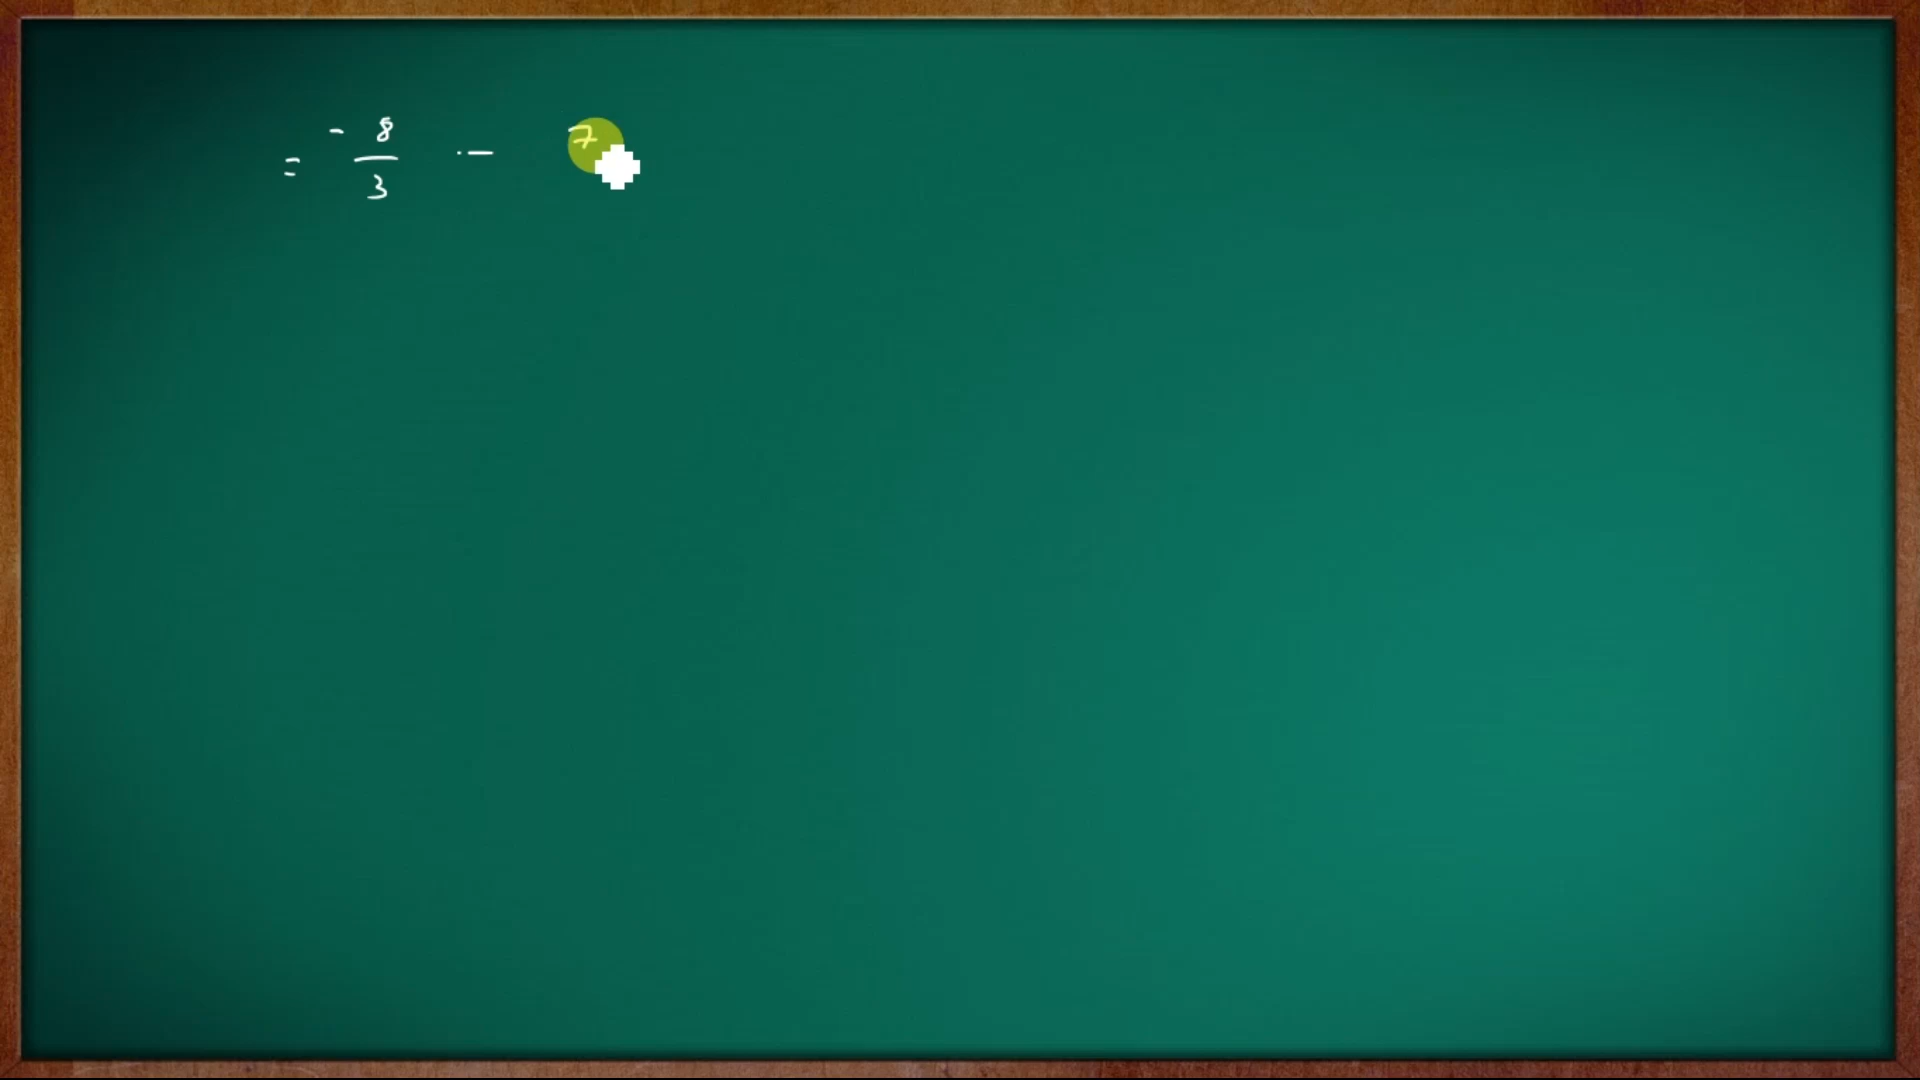 = -8/3 - 7